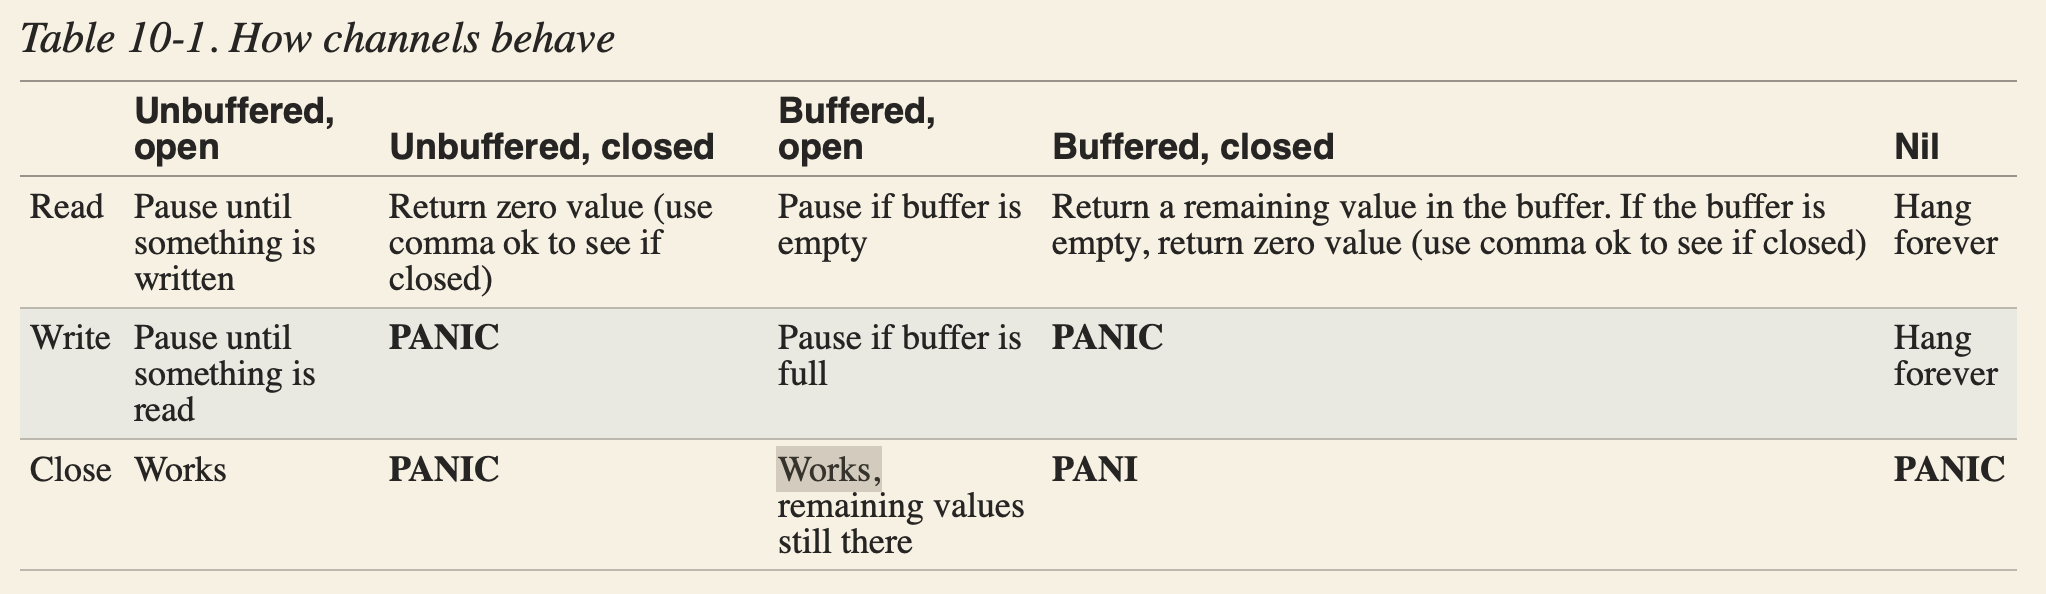 Table 10-1. How channels behave
Unbuffered, open Unbuffered, closed Buffered, open Buffered, closed Nil
Read Pause until something is written Return zero value (use comma ok to see if closed) Pause if buffer is empty Return a remaining value in the buffer. If the buffer is empty, return zero value (use comma ok to see if closed) Hang forever
Write Pause until something is read PANIC Pause if buffer is full PANIC Hang forever
Close Works PANIC Works, remaining values still there PANI PANIC